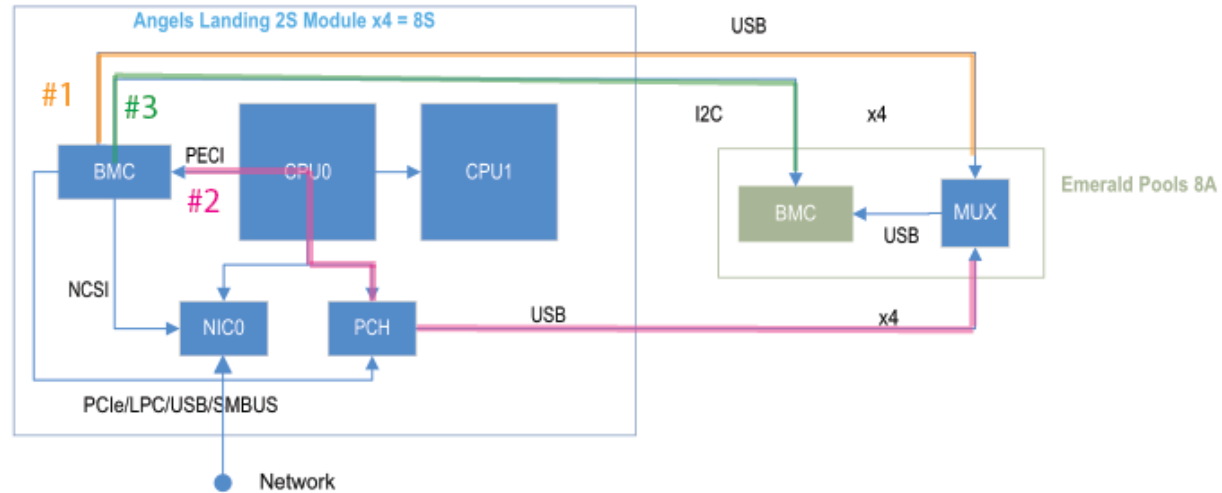 Angels Landing 2S Module x4 = 8S
USB
#1
#3
I2C
x4
PECI
BMC
CPU0
CPU1
#2
Emerald Pools 8A
BMC
MUX
USB
NCSI
NIC0
PCH
USB
x4
PCIe/LPC/USB/SMBUS
Network